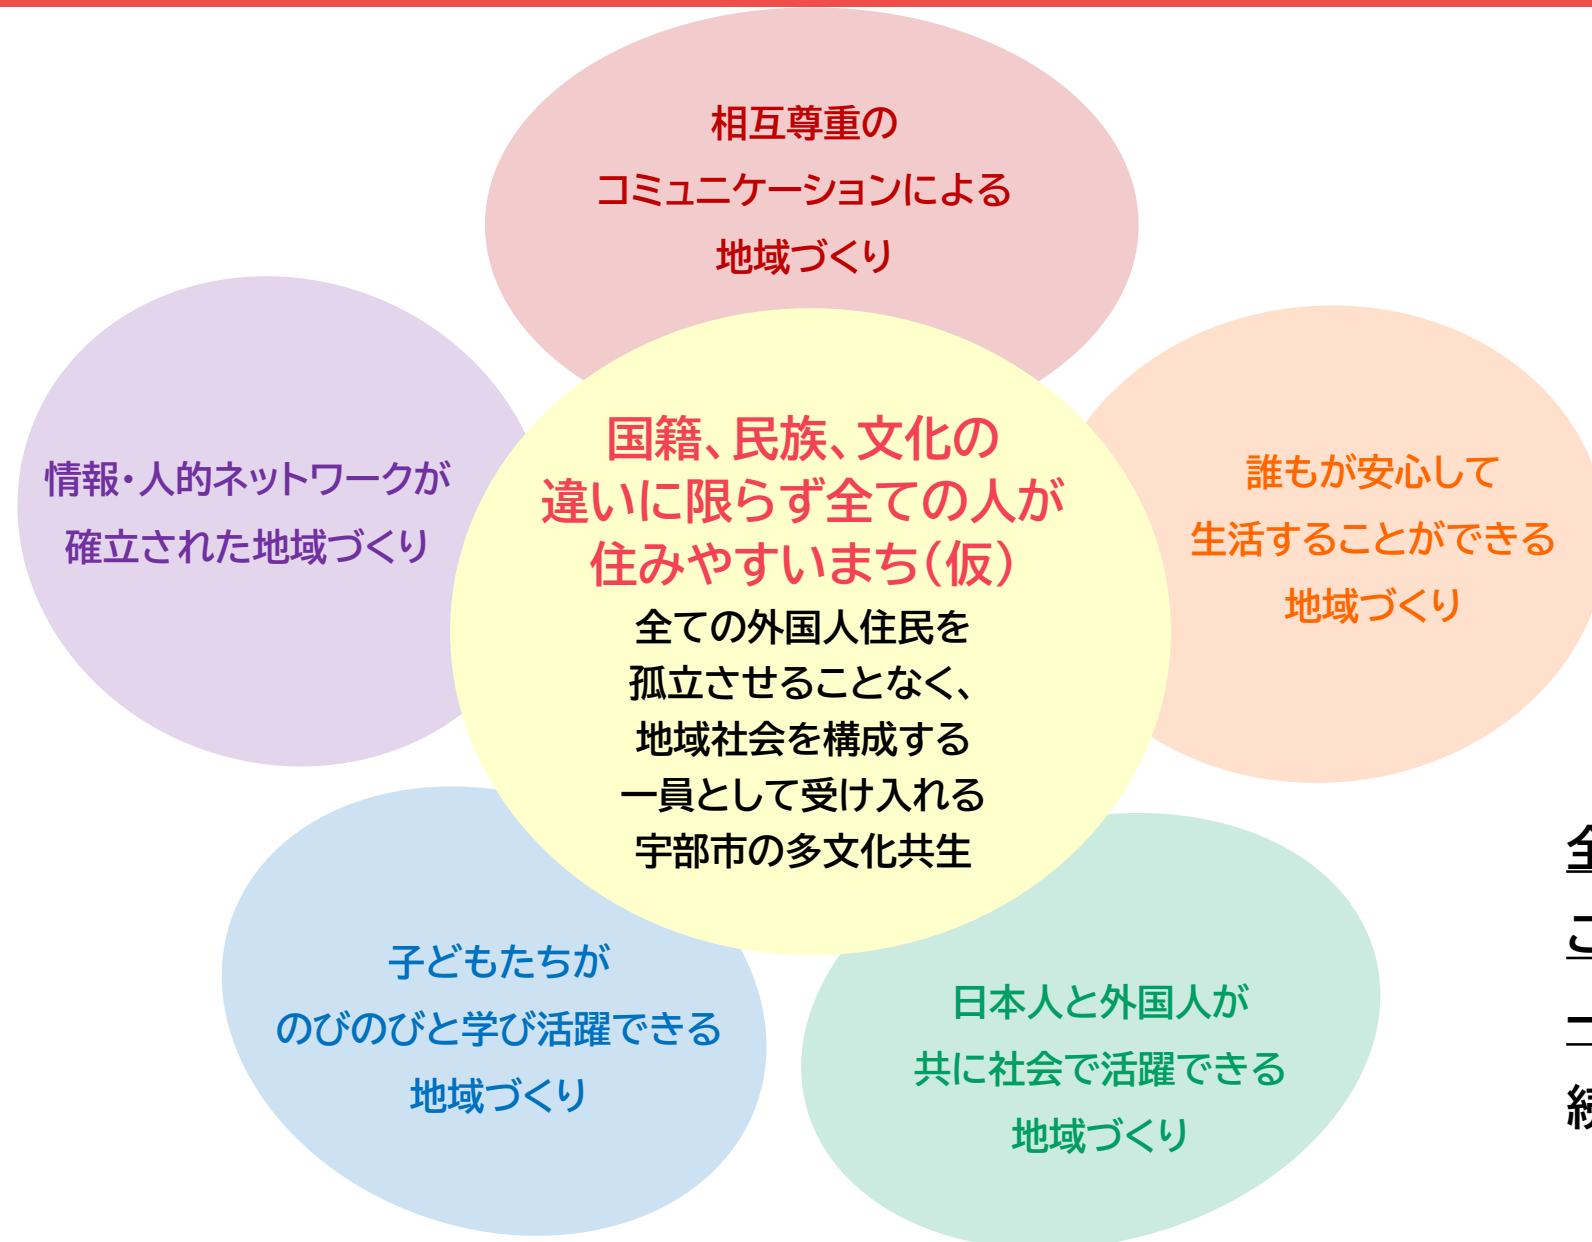 相互尊重の
コミュニケーションによる
地域づくり
情報・人的ネットワークが
確立された地域づくり
国籍、民族、文化の
違いに限らず全ての人が
住みやすいまち(仮)
全ての外国人住民を
孤立させることなく、
地域社会を構成する
一員として受け入れる
宇部市の多文化共生
誰もが安心して
生活することができる
地域づくり
子どもたちが
のびのびと学び活躍できる
地域づくり
日本人と外国人が
共に社会で活躍できる
地域づくり